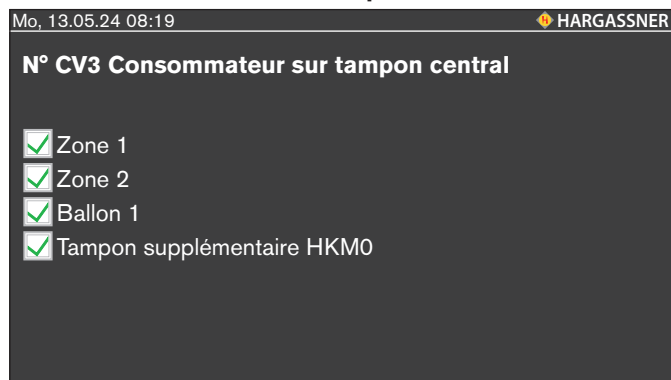 Mo, 13.05.24 08:19 HARGASSNER
N° CV3 Consommateur sur tampon central
Zone 1
Zone 2
Ballon 1
Tampon supplémentaire HKM0